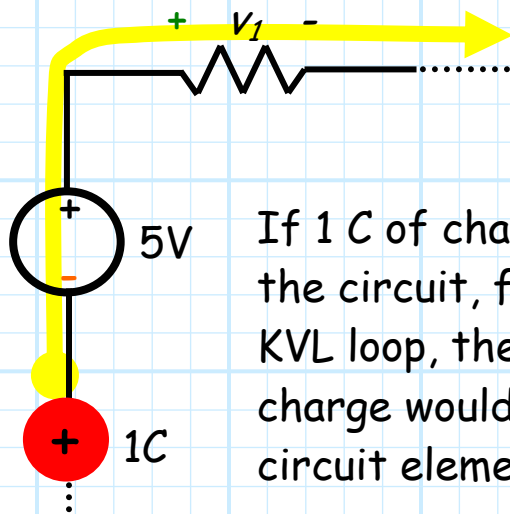 + v1 -
+
5V
-
If 1 C of cha
the circuit, f
KVL loop, the
charge would
+ 1C
circuit eleme